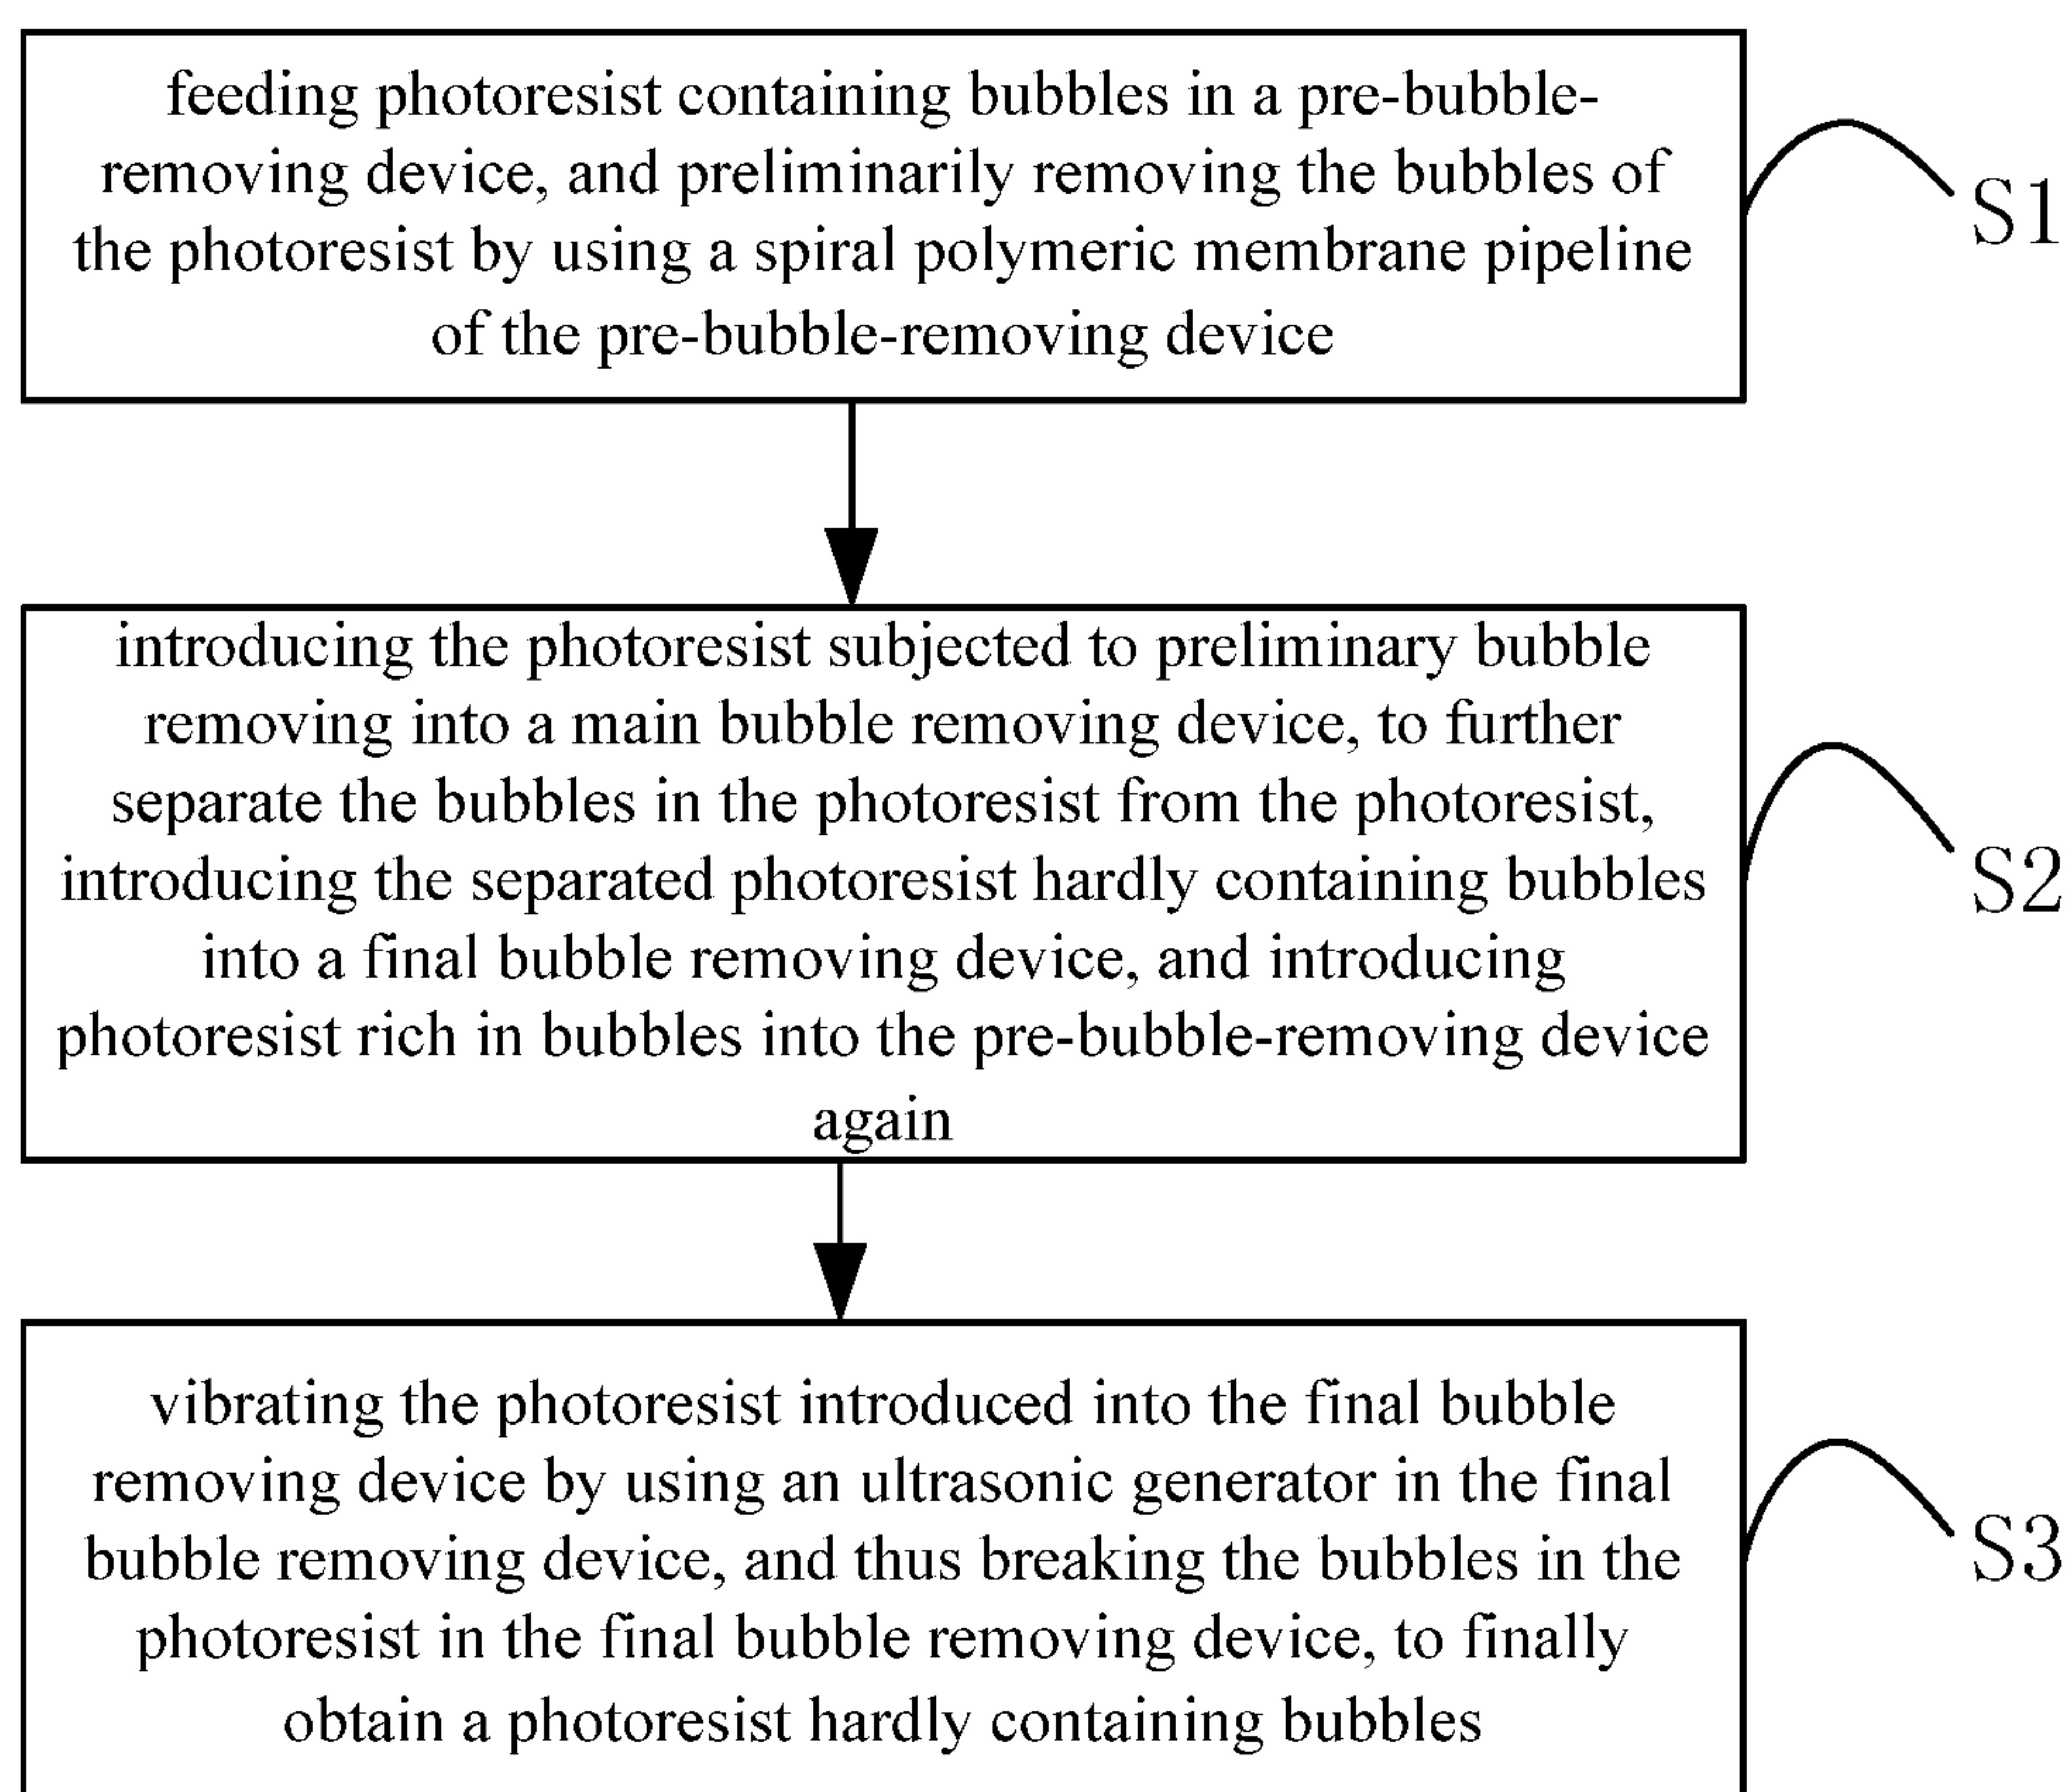 feeding photoresist containing bubbles in a pre-bubble-
removing device, and preliminarily removing the bubbles of
the photoresist by using a spiral polymeric membrane pipeline
of the pre-bubble-removing device
S1
introducing the photoresist subjected to preliminary bubble
removing into a main bubble removing device, to further
separate the bubbles in the photoresist from the photoresist,
introducing the separated photoresist hardly containing bubbles
into a final bubble removing device, and introducing
photoresist rich in bubbles into the pre-bubble-removing device
again
S2
vibrating the photoresist introduced into the final bubble
removing device by using an ultrasonic generator in the final
bubble removing device, and thus breaking the bubbles in the
photoresist in the final bubble removing device, to finally
obtain a photoresist hardly containing bubbles
S3